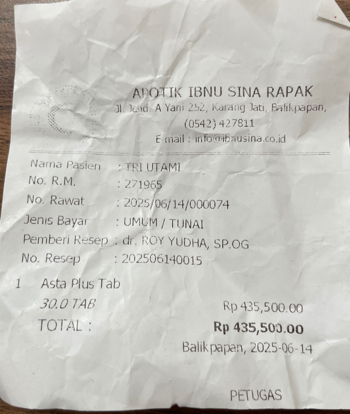 APOTIK IBNU SINA RAPAK
Jl. Jend. A Yani 252, Karang Jati, Balikpapan,
(0542) 427811
E mail : info@ibnusina.co.id
Nama Pasien : TRI UTAMI
No. R.M. : 271965
No. Rawat : 2025/06/14/000074
Jenis Bayar : UMUM / TUNAI
Pemberi Resep : dr. ROY YUDHA, SP.OG
No. Resep : 202506140015
1 Asta Plus Tab
30.0 TAB Rp 435,500.00
TOTAL : Rp 435,500.00
Balikpapan, 2025-06-14
PETUGAS